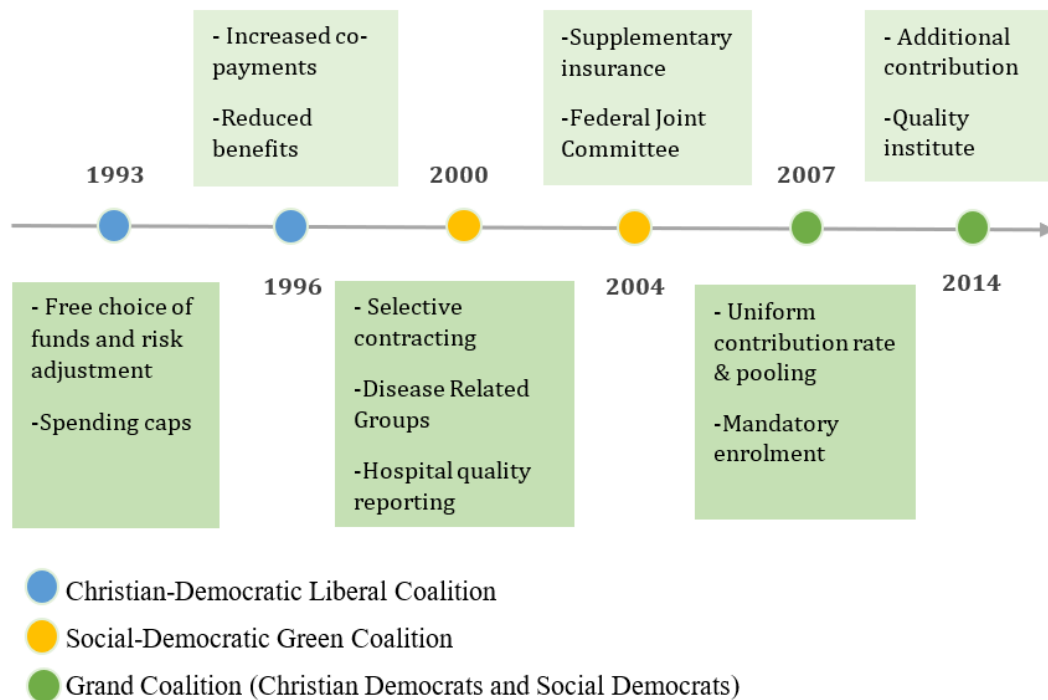 - Increased co-
payments
-Reduced
benefits
-Supplementary
insurance
-Federal Joint
Committee
- Additional
contribution
-Quality
institute
1993
2000
2007
1996
2004
2014
- Free choice of
funds and risk
adjustment
-Spending caps
- Selective
contracting
-Disease Related
Groups
-Hospital quality
reporting
- Uniform
contribution rate
& pooling
-Mandatory
enrolment
Christian-Democratic Liberal Coalition
Social-Democratic Green Coalition
Grand Coalition (Christian Democrats and Social Democrats)